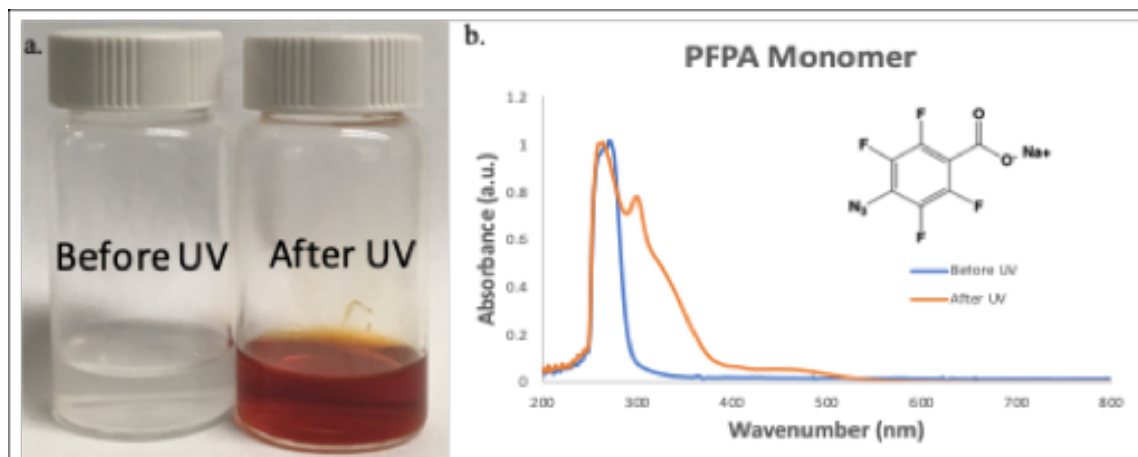 a.
Before UV
After UV
b.
PFPA Monomer
Absorbance (a.u.)
1.2
1
0.8
0.6
0.4
0.2
0
200
300
400
500
600
700
800
Wavenumber (nm)
F
O
F
O-
Na+
N3
F
F
Before UV
After UV